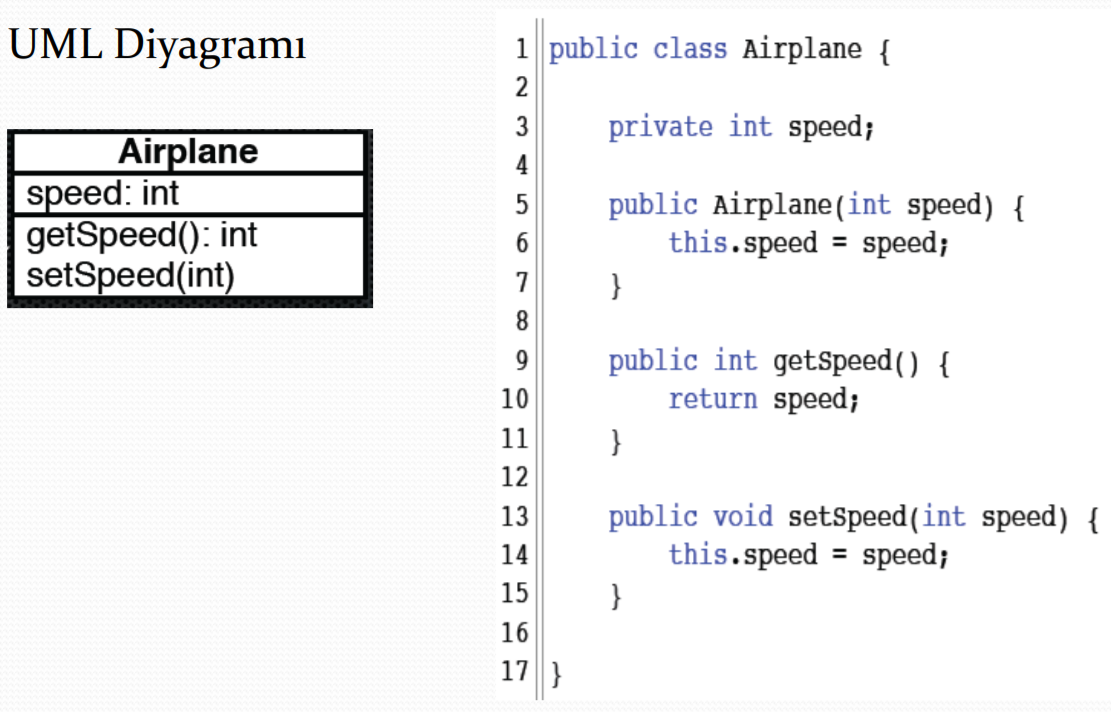 UML Diyagramı
Airplane
speed: int
getSpeed(): int
setSpeed(int)
1 public class Airplane {
2
3     private int speed;
4
5     public Airplane(int speed) {
6         this.speed = speed;
7     }
8
9     public int getSpeed() {
10         return speed;
11     }
12
13     public void setSpeed(int speed) {
14         this.speed = speed;
15     }
16
17 }